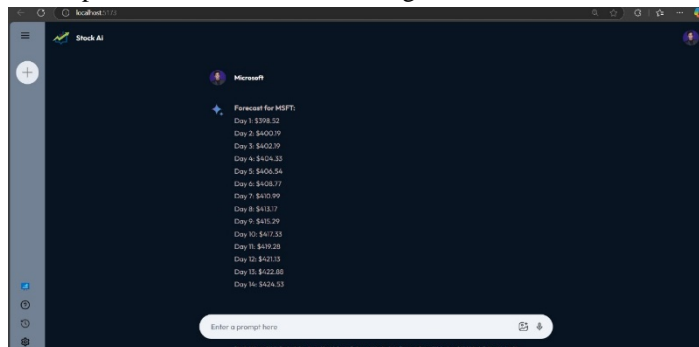 localhost:5173
Stock Ai
Microsoft
Forecast for MSFT:
Day 1: $398.52
Day 2: $400.19
Day 3: $402.19
Day 4: $404.33
Day 5: $406.54
Day 6: $408.77
Day 7: $410.99
Day 8: $413.17
Day 9: $415.29
Day 10: $417.33
Day 11: $419.28
Day 12: $421.13
Day 13: $422.88
Day 14: $424.53
Enter a prompt here